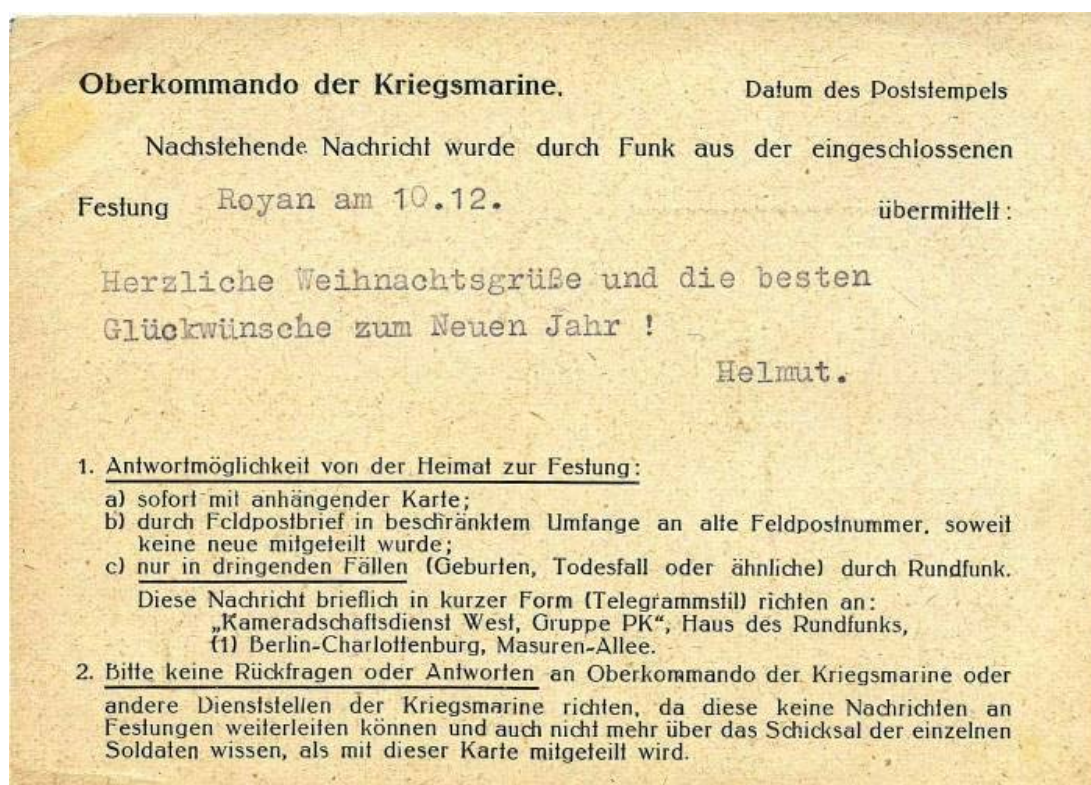 Oberkommando der Kriegsmarine. Datum des Poststempels
Nachstehende Nachricht wurde durch Funk aus der eingeschlossenen
Festung Royan am 10.12. übermittelt:
Herzliche Weihnachtsgrüße und die besten
Glückwünsche zum Neuen Jahr !
Helmut.
1. Antwortmöglichkeit von der Heimat zur Festung:
a) sofort mit anhängender Karte;
b) durch Feldpostbrief in beschränktem Umfange an alte Feldpostnummer, soweit
keine neue mitgeteilt wurde;
c) nur in dringenden Fällen (Geburten, Todesfall oder ähnliche) durch Rundfunk.
Diese Nachricht brieflich in kurzer Form (Telegrammstil) richten an:
„Kameradschaftsdienst West, Gruppe PK“, Haus des Rundfunks,
(1) Berlin-Charlottenburg, Masuren-Allee.
2. Bitte keine Rückfragen oder Antworten an Oberkommando der Kriegsmarine oder
andere Dienststellen der Kriegsmarine richten, da diese keine Nachrichten an
Festungen weiterleiten können und auch nicht mehr über das Schicksal der einzelnen
Soldaten wissen, als mit dieser Karte mitgeteilt wird.